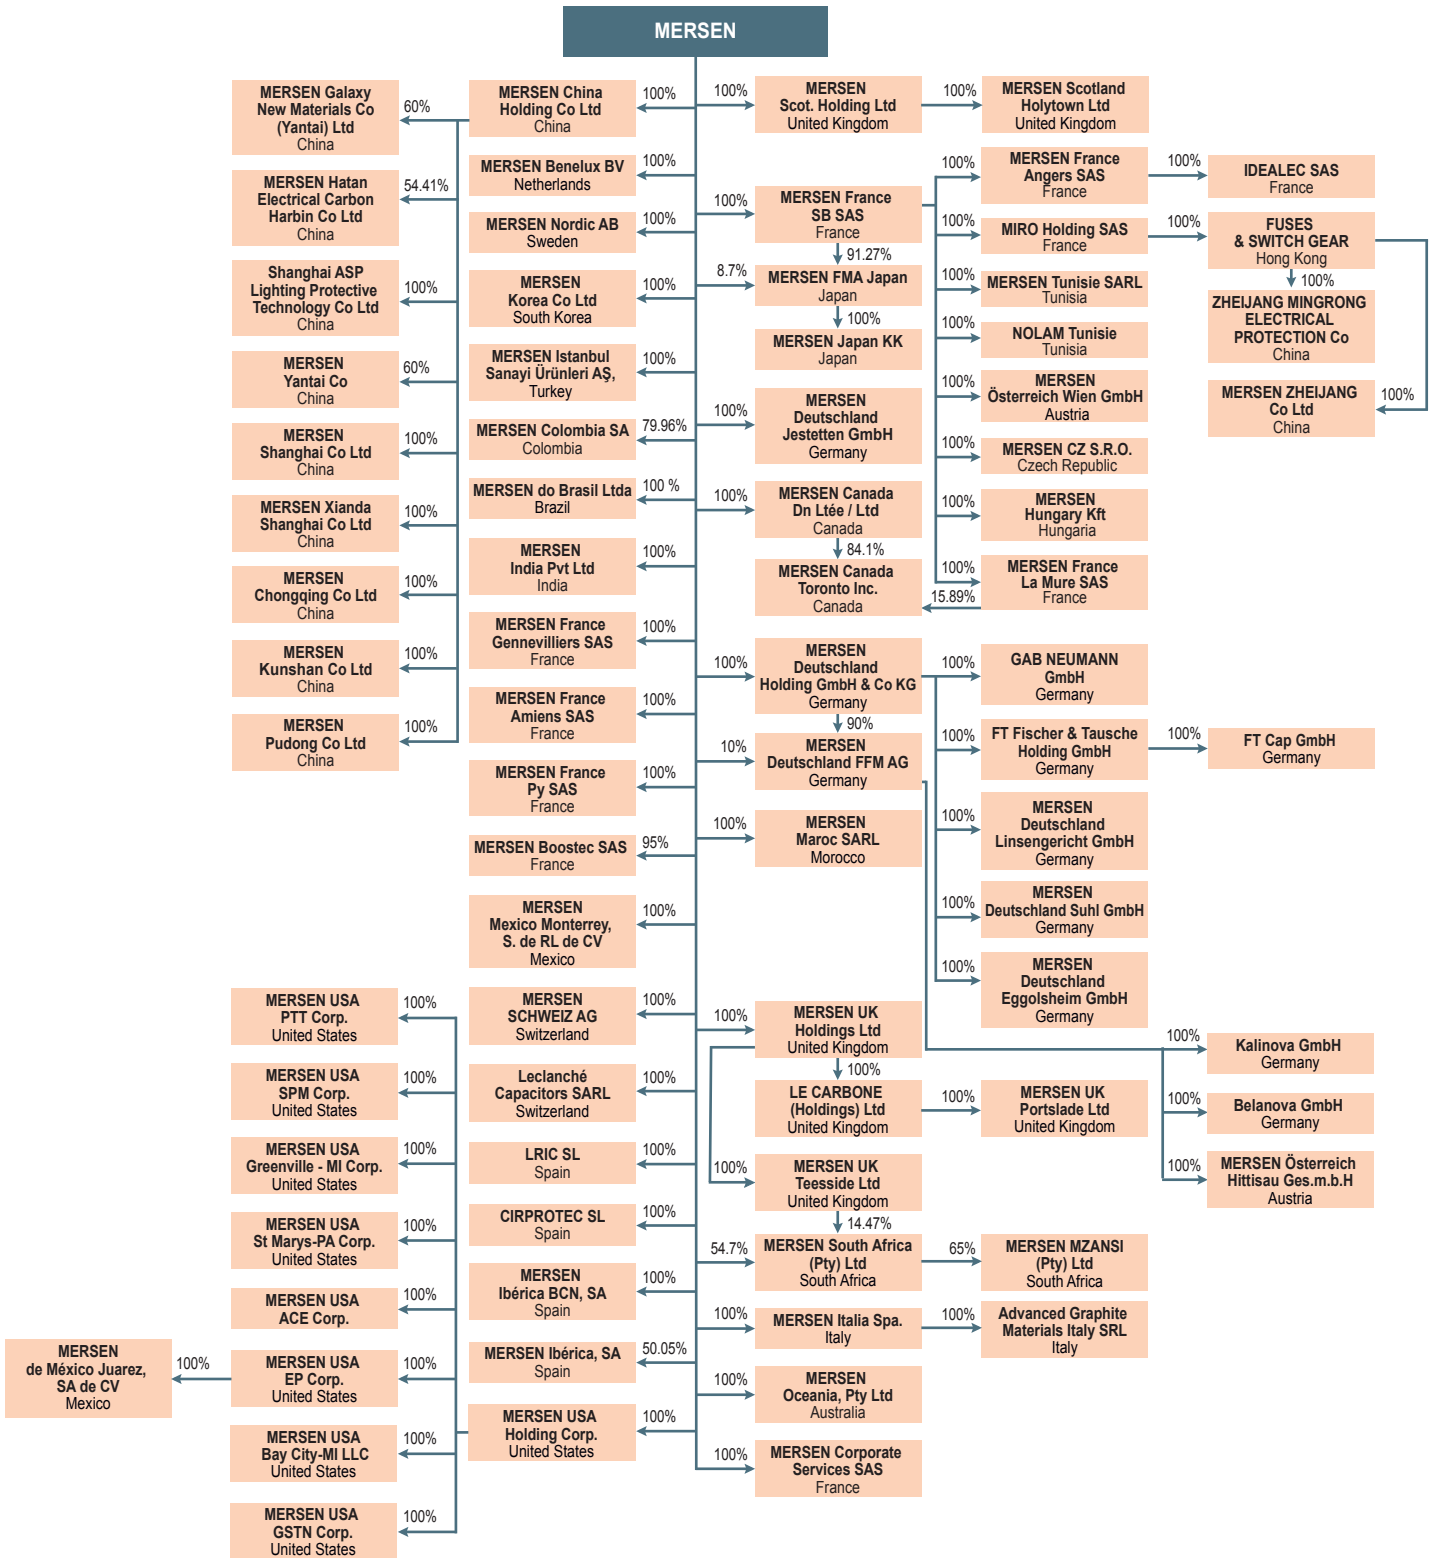 MERSEN
MERSEN Galaxy
New Materials Co
(Yantai) Ltd
China
60%
MERSEN Hatan
Electrical Carbon
Harbin Co Ltd
China
54.41%
Shanghai ASP
Lighting Protective
Technology Co Ltd
China
100%
MERSEN
Yantai Co
China
60%
MERSEN
Shanghai Co Ltd
China
100%
MERSEN Xianda
Shanghai Co Ltd
China
100%
MERSEN
Chongqing Co Ltd
China
100%
MERSEN
Kunshan Co Ltd
China
100%
MERSEN
Pudong Co Ltd
China
100%
MERSEN USA
PTT Corp.
United States
100%
MERSEN USA
SPM Corp.
United States
100%
MERSEN USA
Greenville - MI Corp.
United States
100%
MERSEN USA
St Marys-PA Corp.
United States
100%
MERSEN USA
ACE Corp.
100%
MERSEN
de México Juarez,
SA de CV
Mexico
100%
MERSEN USA
EP Corp.
United States
100%
MERSEN USA
Bay City-MI LLC
United States
100%
MERSEN USA
GSTN Corp.
United States
100%
MERSEN China
Holding Co Ltd
China
100%
MERSEN Benelux BV
Netherlands
100%
MERSEN Nordic AB
Sweden
100%
MERSEN
Korea Co Ltd
South Korea
100%
MERSEN Istanbul
Sanayi Ürünleri AŞ,
Turkey
100%
MERSEN Colombia SA
Colombia
79.96%
MERSEN do Brasil Ltda
Brazil
100 %
MERSEN
India Pvt Ltd
India
100%
MERSEN France
Gennevilliers SAS
France
100%
MERSEN France
Amiens SAS
France
100%
MERSEN France
Py SAS
France
100%
MERSEN Boostec SAS
France
95%
MERSEN
Mexico Monterrey,
S. de RL de CV
Mexico
100%
MERSEN
SCHWEIZ AG
Switzerland
100%
Leclanché
Capacitors SARL
Switzerland
100%
LRIC SL
Spain
100%
CIRPROTEC SL
Spain
100%
MERSEN
Ibérica BCN, SA
Spain
100%
MERSEN Ibérica, SA
Spain
50.05%
MERSEN USA
Holding Corp.
United States
100%
100%
MERSEN
Scot. Holding Ltd
United Kingdom
100%
MERSEN Scotland
Holytown Ltd
United Kingdom
100%
MERSEN France
SB SAS
France
91.27%
8.7%
MERSEN FMA Japan
Japan
100%
MERSEN Japan KK
Japan
100%
MERSEN
Deutschland
Jestetten GmbH
Germany
100%
MERSEN Canada
Dn Ltée / Ltd
Canada
84.1%
MERSEN Canada
Toronto Inc.
Canada
15.89%
100%
MERSEN
Deutschland
Holding GmbH & Co KG
Germany
90%
10%
MERSEN
Deutschland FFM AG
Germany
100%
MERSEN
Maroc SARL
Morocco
100%
MERSEN UK
Holdings Ltd
United Kingdom
100%
LE CARBONE
(Holdings) Ltd
United Kingdom
100%
MERSEN UK
Portslade Ltd
United Kingdom
100%
MERSEN UK
Teesside Ltd
United Kingdom
14.47%
54.7%
MERSEN South Africa
(Pty) Ltd
South Africa
65%
MERSEN MZANSI
(Pty) Ltd
South Africa
100%
MERSEN Italia Spa.
Italy
100%
Advanced Graphite
Materials Italy SRL
Italy
100%
MERSEN
Oceania, Pty Ltd
Australia
100%
MERSEN Corporate
Services SAS
France
100%
MERSEN France
Angers SAS
France
100%
IDEALEC SAS
France
100%
MIRO Holding SAS
France
100%
FUSES
& SWITCH GEAR
Hong Kong
100%
ZHEIJANG MINGRONG
ELECTRICAL
PROTECTION Co
China
MERSEN ZHEIJANG
Co Ltd
China
100%
100%
MERSEN Tunisie SARL
Tunisia
100%
NOLAM Tunisie
Tunisia
100%
MERSEN
Österreich Wien GmbH
Austria
100%
MERSEN CZ S.R.O.
Czech Republic
100%
MERSEN
Hungary Kft
Hungaria
100%
MERSEN France
La Mure SAS
France
100%
GAB NEUMANN
GmbH
Germany
100%
FT Fischer & Tausche
Holding GmbH
Germany
100%
FT Cap GmbH
Germany
100%
MERSEN
Deutschland
Linsengericht GmbH
Germany
100%
MERSEN
Deutschland Suhl GmbH
Germany
100%
MERSEN
Deutschland
Eggolsheim GmbH
Germany
100%
Kalinova GmbH
Germany
100%
Belanova GmbH
Germany
100%
MERSEN Österreich
Hittisau Ges.m.b.H
Austria